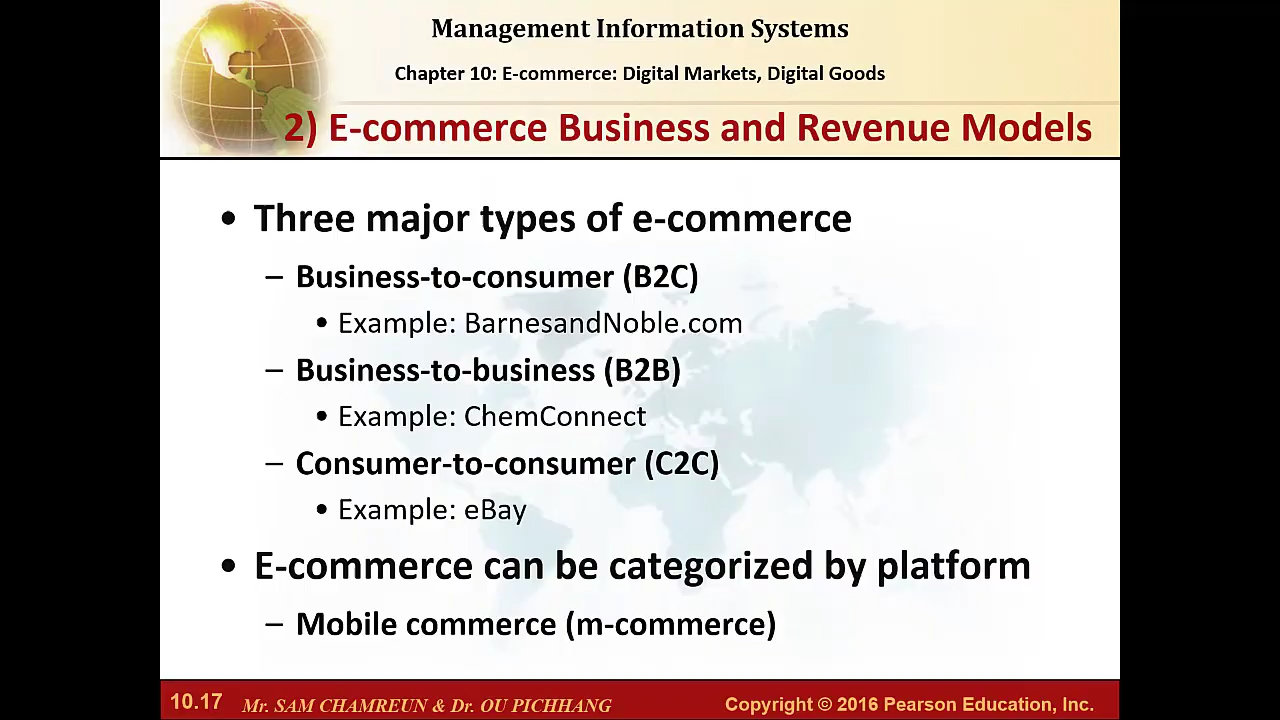 Management Information Systems
Chapter 10: E-commerce: Digital Markets, Digital Goods
2) E-commerce Business and Revenue Models
• Three major types of e-commerce
– Business-to-consumer (B2C)
• Example: BarnesandNoble.com
– Business-to-business (B2B)
• Example: ChemConnect
– Consumer-to-consumer (C2C)
• Example: eBay
• E-commerce can be categorized by platform
– Mobile commerce (m-commerce)
10.17 Mr. SAM CHAMREUN & Dr. OU PICHHANG Copyright © 2016 Pearson Education, Inc.